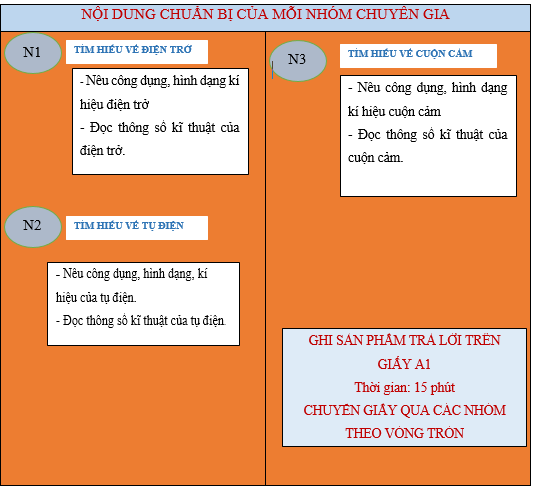 NỘI DUNG CHUẨN BỊ CỦA MỖI NHÓM CHUYÊN GIA
N1
TÌM HIỂU VỀ ĐIỆN TRỞ
- Nêu công dụng, hình dạng kí
hiệu điện trở
- Đọc thông số kĩ thuật của
điện trở.
N2
TÌM HIỂU VỀ TỤ ĐIỆN
- Nêu công dụng, hình dạng, kí
hiệu của tụ điện.
- Đọc thông số kĩ thuật của tụ điện.
N3
TÌM HIỂU VỀ CUỘN CẢM
- Nêu công dụng, hình dạng
kí hiệu cuộn cảm
- Đọc thông số kĩ thuật của
cuộn cảm.
GHI SẢN PHẨM TRẢ LỜI TRÊN
GIẤY A1
Thời gian: 15 phút
CHUYỂN GIẤY QUA CÁC NHÓM
THEO VÒNG TRÒN